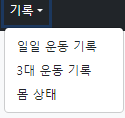 기록
일일 운동 기록
3대 운동 기록
몸 상태